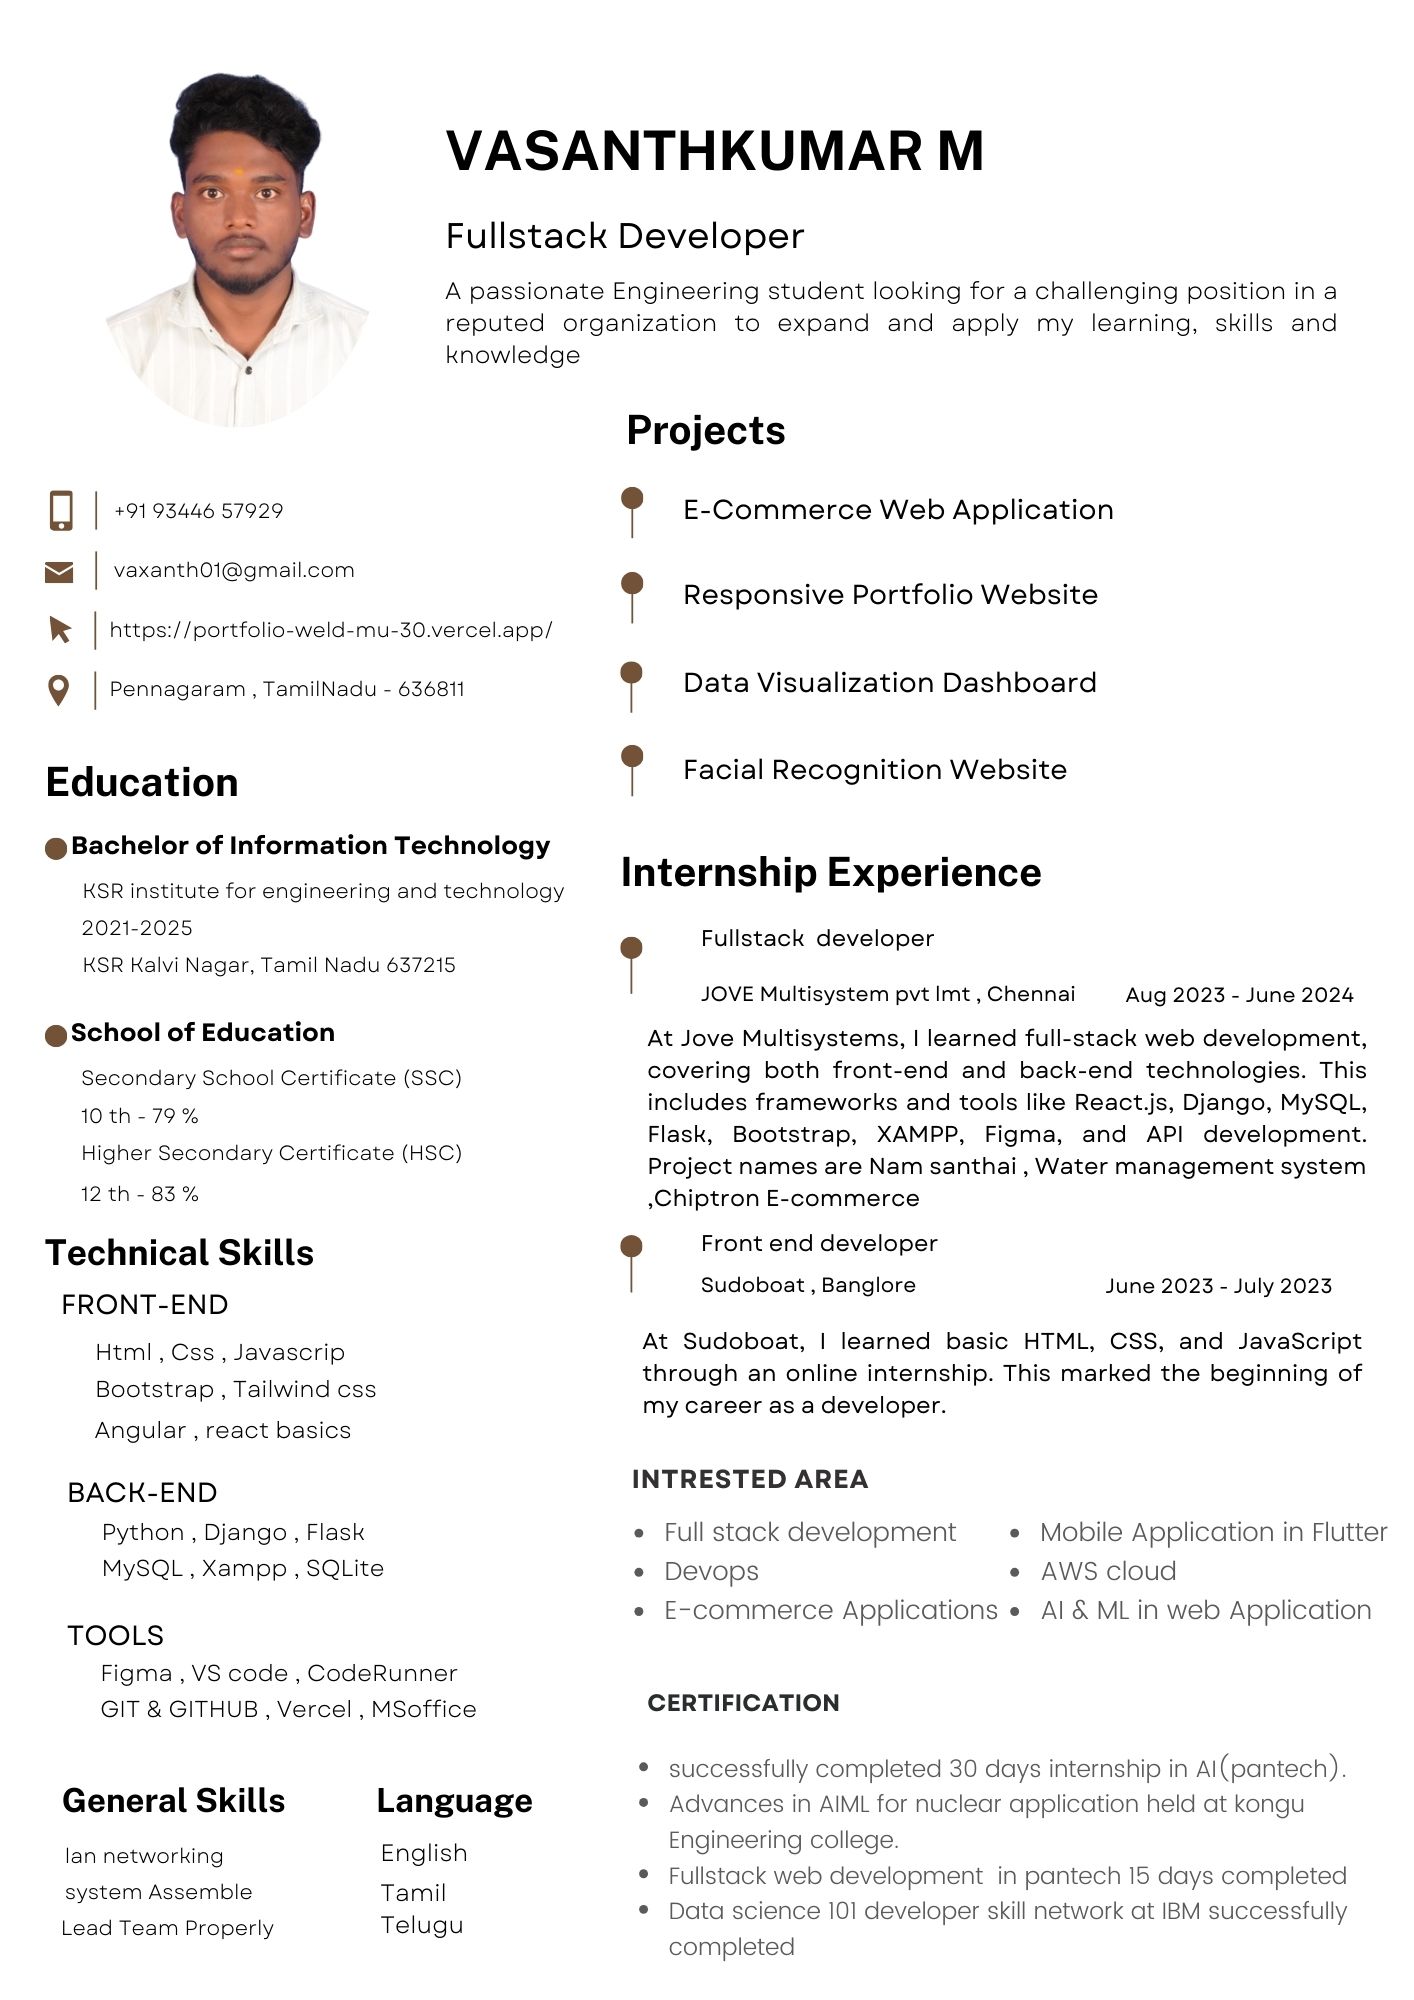 VASANTHKUMAR M
Fullstack Developer
A passionate Engineering student looking for a challenging position in a
reputed organization to expand and apply my learning, skills and
knowledge
+91 93446 57929
vaxanth01@gmail.com
https://portfolio-weld-mu-30.vercel.app/
Pennagaram , TamilNadu - 636811
Education
Bachelor of Information Technology
KSR institute for engineering and technology
2021-2025
KSR Kalvi Nagar, Tamil Nadu 637215
School of Education
Secondary School Certificate (SSC)
10 th - 79 %
Higher Secondary Certificate (HSC)
12 th - 83 %
Technical Skills
FRONT-END
Html , Css , Javascrip
Bootstrap , Tailwind css
Angular , react basics
BACK-END
Python , Django , Flask
MySQL , Xampp , SQLite
TOOLS
Figma , VS code , CodeRunner
GIT & GITHUB , Vercel , MSoffice
General Skills
lan networking
system Assemble
Lead Team Properly
Language
English
Tamil
Telugu
Projects
E-Commerce Web Application
Responsive Portfolio Website
Data Visualization Dashboard
Facial Recognition Website
Internship Experience
Fullstack developer
JOVE Multisystem pvt lmt , Chennai Aug 2023 - June 2024
At Jove Multisystems, I learned full-stack web development,
covering both front-end and back-end technologies. This
includes frameworks and tools like React.js, Django, MySQL,
Flask, Bootstrap, XAMPP, Figma, and API development.
Project names are Nam santhai , Water management system
,Chiptron E-commerce
Front end developer
Sudoboat , Banglore June 2023 - July 2023
At Sudoboat, I learned basic HTML, CSS, and JavaScript
through an online internship. This marked the beginning of
my career as a developer.
INTRESTED AREA
• Full stack development
• Devops
• E-commerce Applications
• Mobile Application in Flutter
• AWS cloud
• AI & ML in web Application
CERTIFICATION
• successfully completed 30 days internship in AI(pantech).
• Advances in AIML for nuclear application held at kongu
Engineering college.
• Fullstack web development in pantech 15 days completed
• Data science 101 developer skill network at IBM successfully
completed